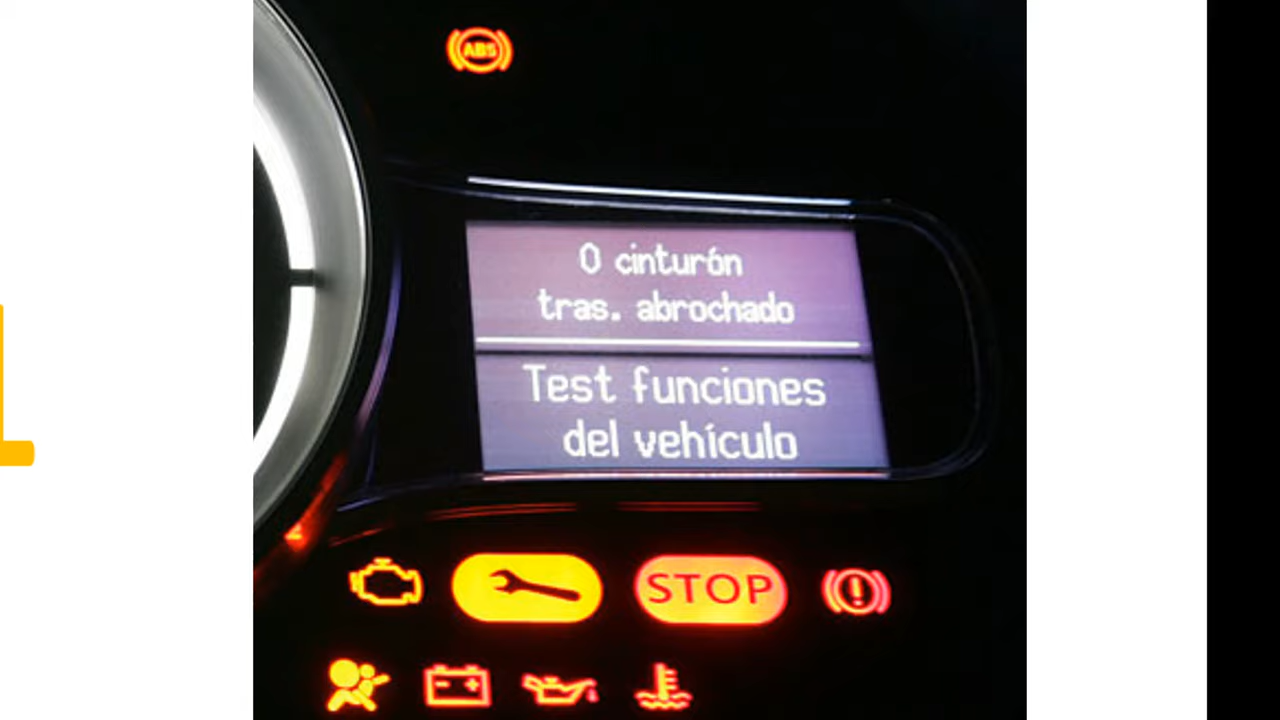 ABS
0 cinturón
tras. abrochado
Test funciones
del vehículo
STOP